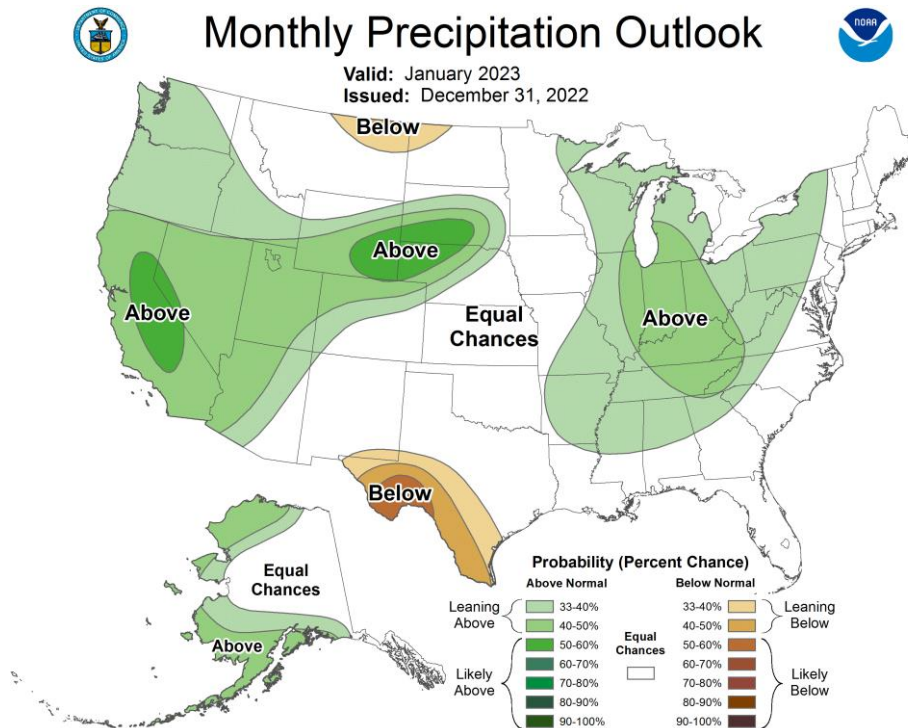 Monthly Precipitation Outlook
NOAA
Valid: January 2023
Issued: December 31, 2022
Below
Above
Above
Equal
Chances
Above
Below
Equal
Chances
Above
Probability (Percent Chance)
Above Normal
Below Normal
Leaning
Above
33-40%
40-50%
Likely
Above
50-60%
60-70%
70-80%
80-90%
90-100%
Equal
Chances
33-40%
40-50%
Leaning
Below
50-60%
60-70%
70-80%
80-90%
90-100%
Likely
Below